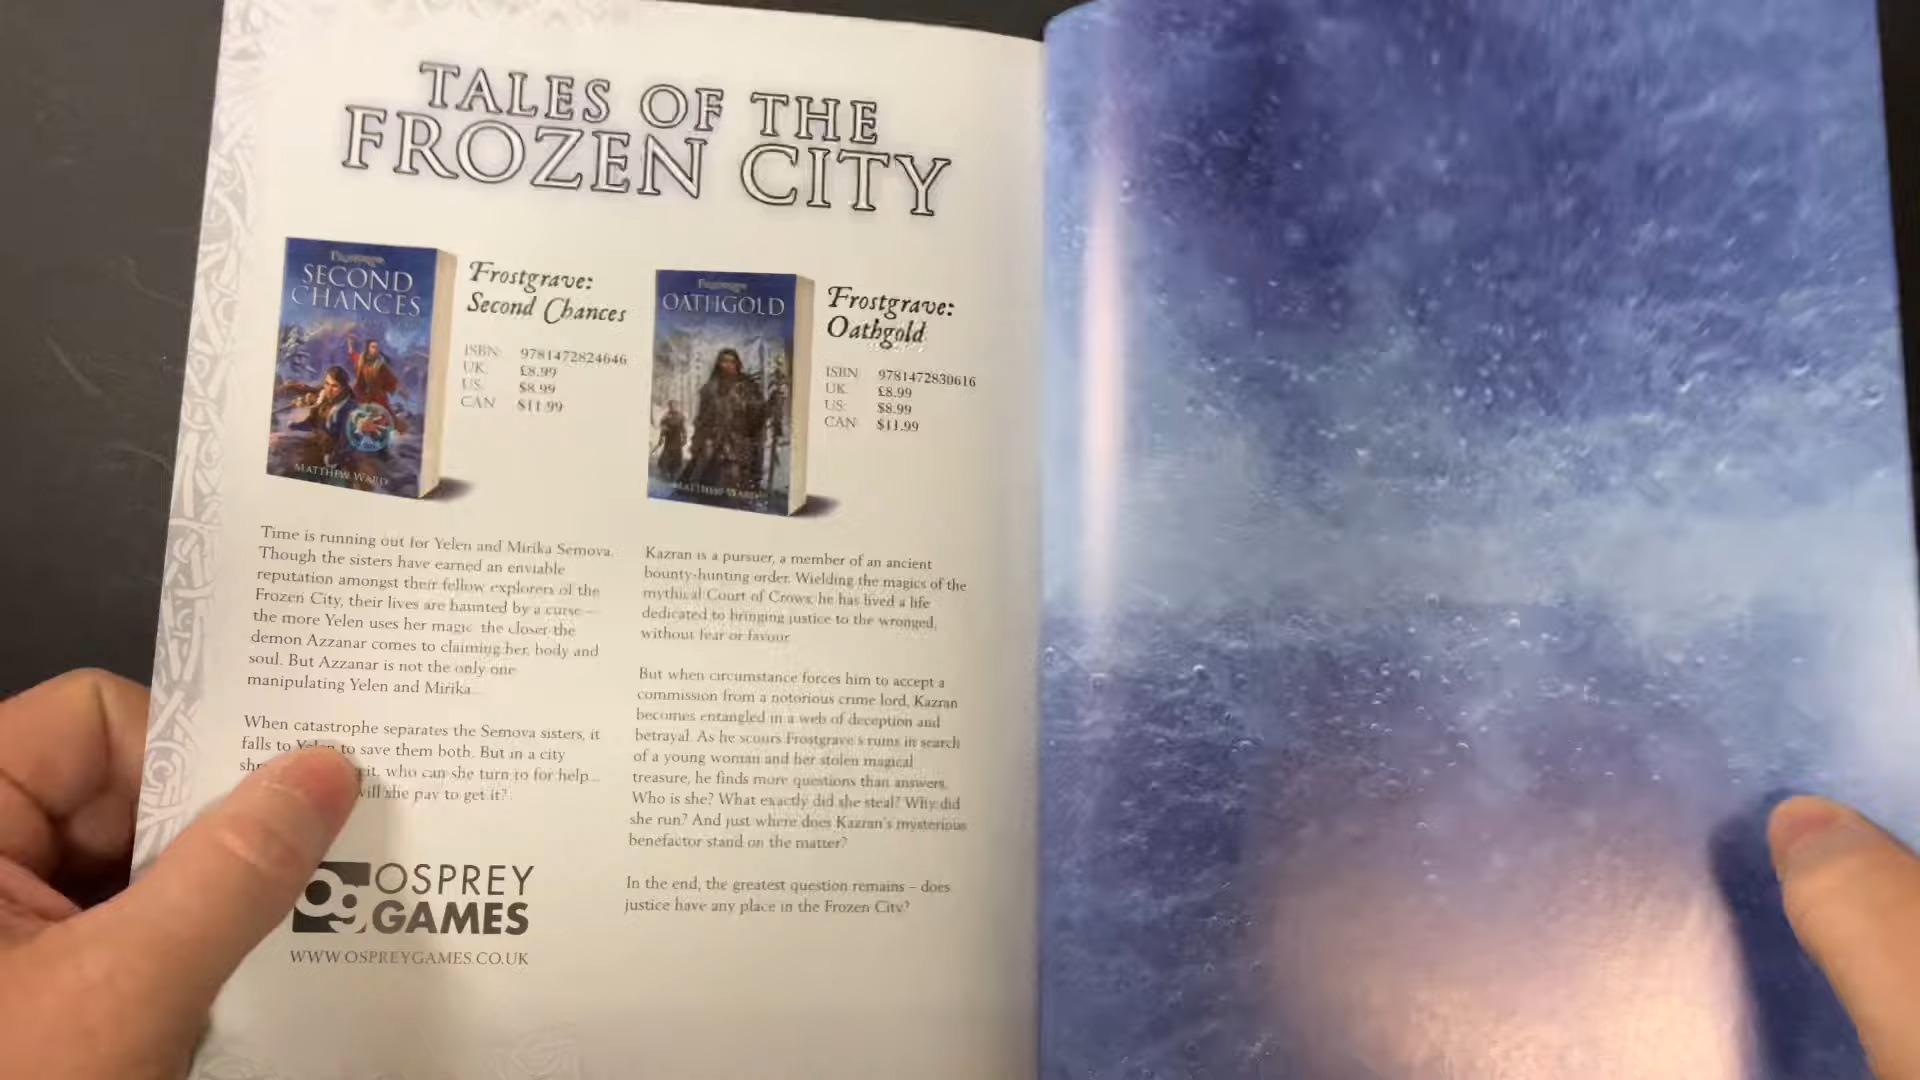 TALES OF THE
FROZEN CITY
FROSTGRAVE
SECOND
CHANCES
MATTHEW WARD
Frostgrave:
Second Chances
ISBN: 9781472824646
UK: £8.99
US: $8.99
CAN $11.99
Time is running out for Yelen and Mirika Semova.
Though the sisters have earned an enviable
reputation amongst their fellow explorers of the
Frozen City, their lives are haunted by a curse –
the more Yelen uses her magic the closer the
demon Azzanar comes to claiming her, body and
soul. But Azzanar is not the only one
manipulating Yelen and Mirika...
When catastrophe separates the Semova sisters, it
falls to Yelen to save them both. But in a city
it, who can she turn to for help...
will she pay to get it?
OATHGOLD
MATTHEW WARD
Frostgrave:
Oathgold
ISBN 9781472830616
UK £8.99
US: $8.99
CAN $11.99
Kazran is a pursuer, a member of an ancient
bounty-hunting order. Wielding the magics of the
mythical Court of Crows, he has lived a life
dedicated to bringing justice to the wronged,
without fear or favour
But when circumstance forces him to accept a
commission from a notorious crime lord, Kazran
becomes entangled in a web of deception and
betrayal. As he scours Frostgrave's ruins in search
of a young woman and her stolen magical
treasure, he finds more questions than answers.
Who is she? What exactly did she steal? Why did
she run? And just where does Kazran's mysterious
benefactor stand on the matter?
In the end, the greatest question remains – does
justice have any place in the Frozen City?
Og OSPREY
GAMES
WWW.OSPREYGAMES.CO.UK